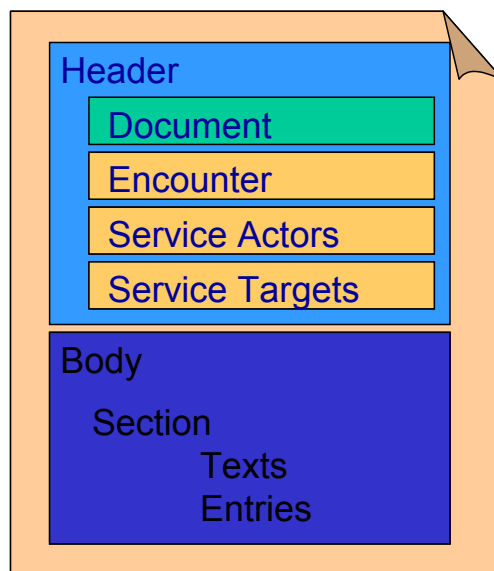 Header
Document
Encounter
Service Actors
Service Targets
Body
Section
Texts
Entries